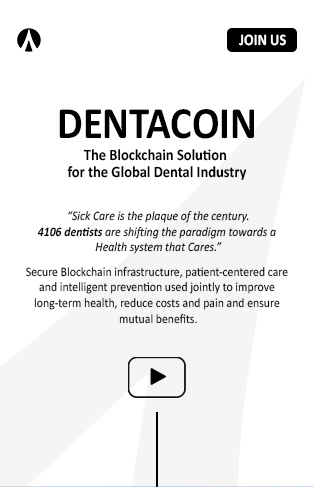 JOIN US
DENTACOIN
The Blockchain Solution
for the Global Dental Industry
“Sick Care is the plaque of the century.
4106 dentists are shifting the paradigm towards a
Health system that Cares.”
Secure Blockchain infrastructure, patient-centered care
and intelligent prevention used jointly to improve
long-term health, reduce costs and pain and ensure
mutual benefits.